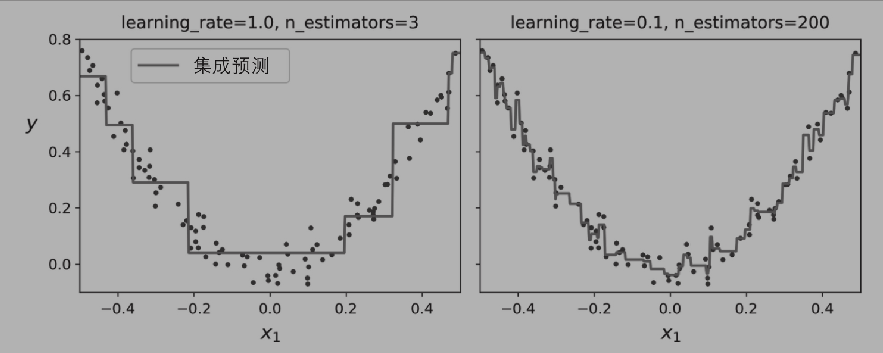 learning_rate=1.0, n_estimators=3
learning_rate=0.1, n_estimators=200
集成预测
y
0.8
0.6
0.4
0.2
0.0
−0.4 −0.2 0.0 0.2 0.4
x₁
−0.4 −0.2 0.0 0.2 0.4
x₁